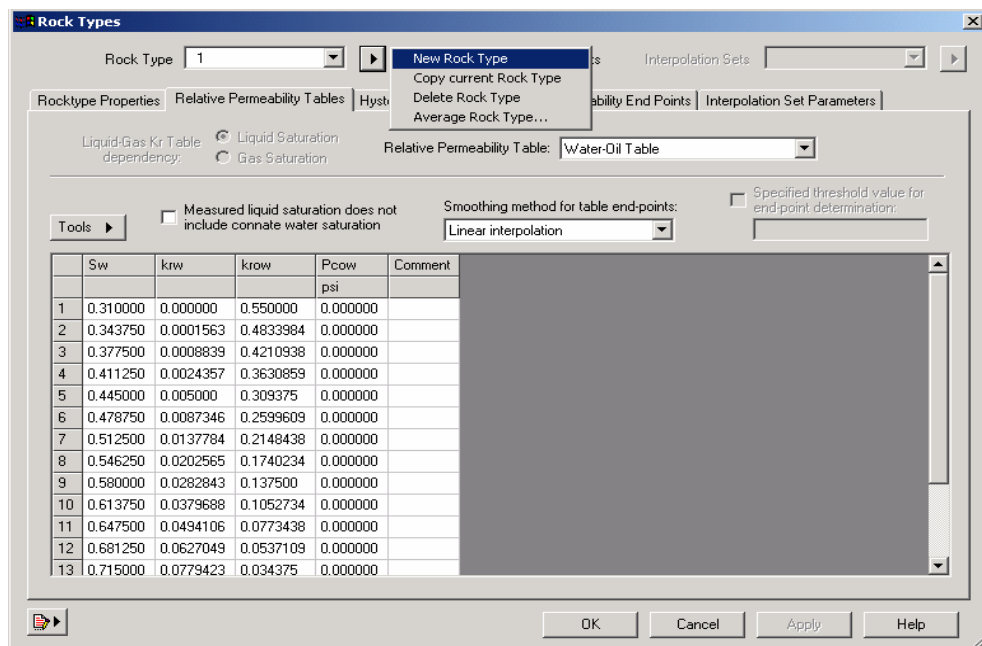 Rock Types
Rock Type 1 New Rock Type Interpolation Sets
Copy current Rock Type
Delete Rock Type
Average Rock Type...
Rocktype Properties Relative Permeability Tables End Points Interpolation Set Parameters
Liquid-Gas Kr Table dependency: Liquid Saturation
Gas Saturation
Relative Permeability Table: Water-Oil Table
Tools
Measured liquid saturation does not
include connate water saturation
Smoothing method for table end-points:
Linear interpolation
Specified threshold value for
end-point determination:
Sw krw krow Pcow Comment
psi
1 0.310000 0.000000 0.550000 0.000000
2 0.343750 0.0001563 0.4833984 0.000000
3 0.377500 0.0008839 0.4210938 0.000000
4 0.411250 0.0024357 0.3630859 0.000000
5 0.445000 0.005000 0.309375 0.000000
6 0.478750 0.0087346 0.2599609 0.000000
7 0.512500 0.0137784 0.2148438 0.000000
8 0.546250 0.0202565 0.1740234 0.000000
9 0.580000 0.0282843 0.137500 0.000000
10 0.613750 0.0379688 0.1052734 0.000000
11 0.647500 0.0494106 0.0773438 0.000000
12 0.681250 0.0627049 0.0537109 0.000000
13 0.715000 0.0779423 0.034375 0.000000
OK Cancel Apply Help